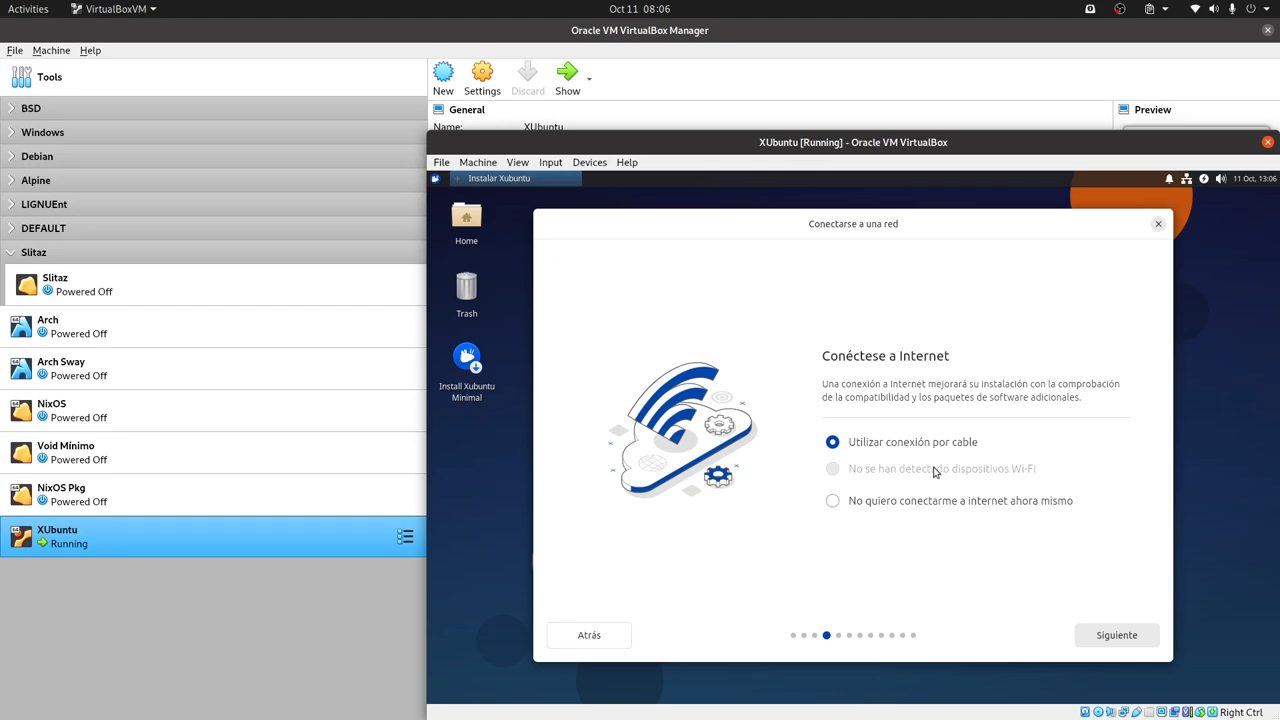 Activities VirtualBoxVM Oct 11 08:06
Oracle VM VirtualBox Manager
File Machine Help
Tools
New Settings Discard Show
BSD
Windows
Debian
Alpine
LIGNUEnt
DEFAULT
Slitaz
Slitaz
Powered Off
Arch
Powered Off
Arch Sway
Powered Off
NixOS
Powered Off
Void Mínimo
Powered Off
NixOS Pkg
Powered Off
XUbuntu
Running
General
Preview
Name: XUbuntu
XUbuntu [Running] - Oracle VM VirtualBox
File Machine View Input Devices Help
Instalar Xubuntu
11 Oct, 13:06
Home
Trash
Install Xubuntu
Minimal
Conectarse a una red
Conéctese a Internet
Una conexión a Internet mejorará su instalación con la comprobación
de la compatibilidad y los paquetes de software adicionales.
Utilizar conexión por cable
No se han detectado dispositivos Wi-Fi
No quiero conectarme a internet ahora mismo
Atrás
Siguiente
Right Ctrl